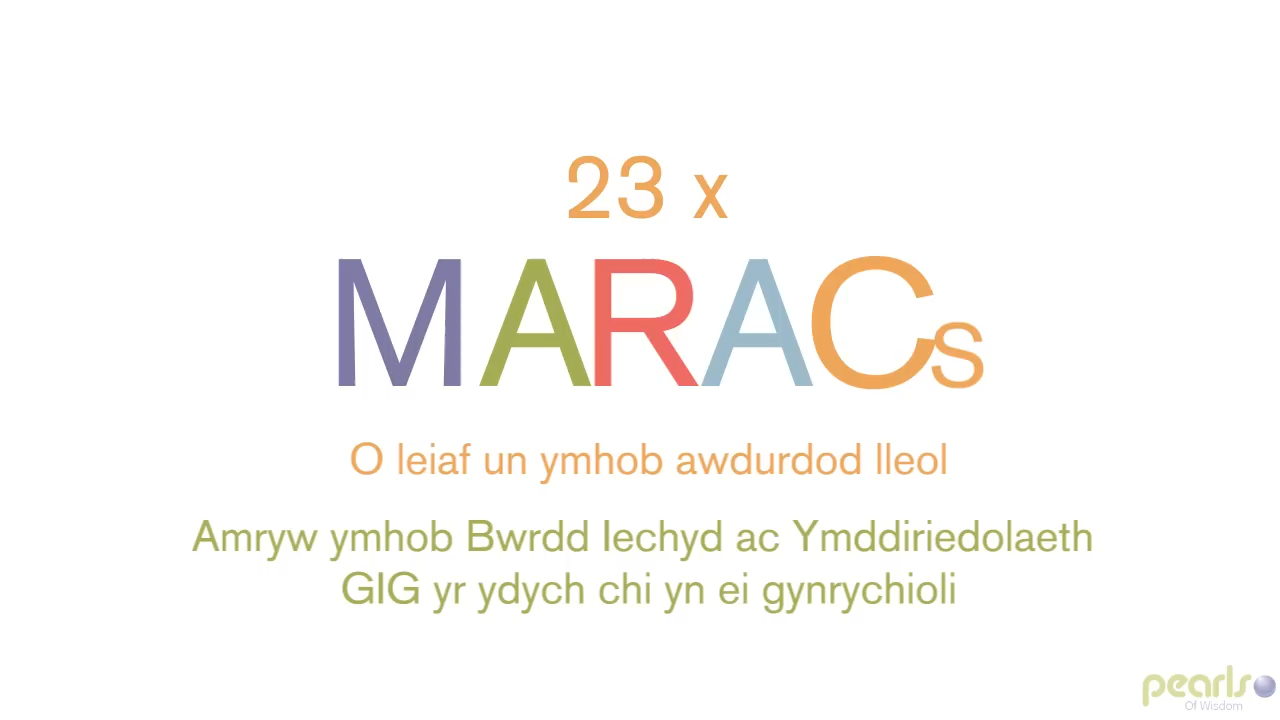 23 x
MARACs
O leiaf un ymhob awdurdod lleol
Amryw ymhob Bwrdd Iechyd ac Ymddiriedolaeth
GIG yr ydych chi yn ei gynrychioli
pearls
Of Wisdom